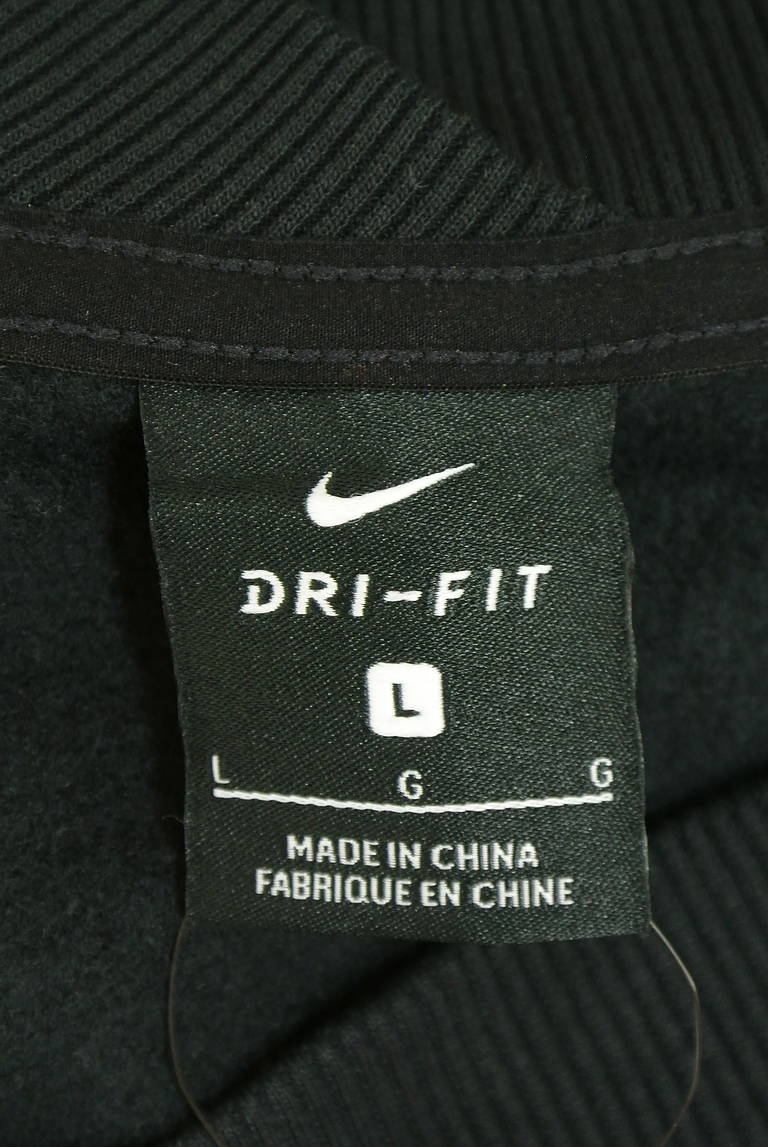 DRI-FIT
L
L G G
MADE IN CHINA
FABRIQUE EN CHINE